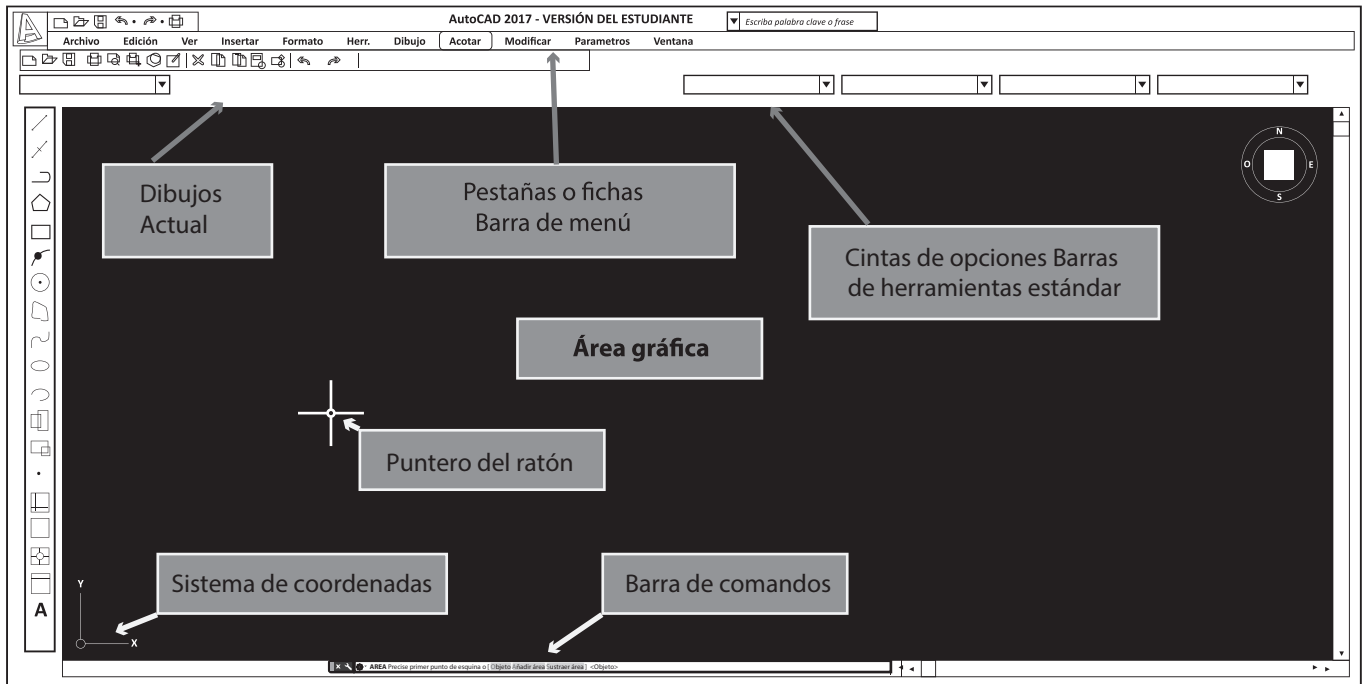 AutoCAD 2017 - VERSIÓN DEL ESTUDIANTE
Escriba palabra clave o frase
Archivo Edición Ver Insertar Formato Herr. Dibujo Acotar Modificar Parametros Ventana
N
O E
S
Dibujos
Actual
Pestañas o fichas
Barra de menú
Cintas de opciones Barras
de herramientas estándar
Área gráfica
Puntero del ratón
Sistema de coordenadas
Barra de comandos
Y
X
A
AREA Precise primer punto de esquina o [ Objeto Añadir área Sustraer área ] <Objeto>